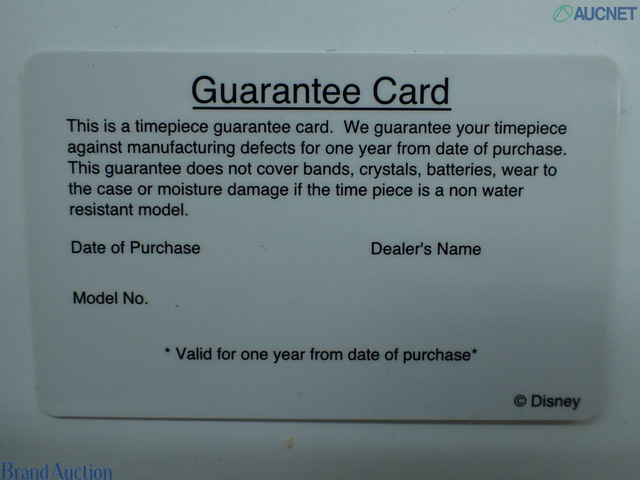 AUCNET
Guarantee Card
This is a timepiece guarantee card. We guarantee your timepiece
against manufacturing defects for one year from date of purchase.
This guarantee does not cover bands, crystals, batteries, wear to
the case or moisture damage if the time piece is a non water
resistant model.
Date of Purchase Dealer's Name
Model No.
* Valid for one year from date of purchase*
© Disney
Brand Auction